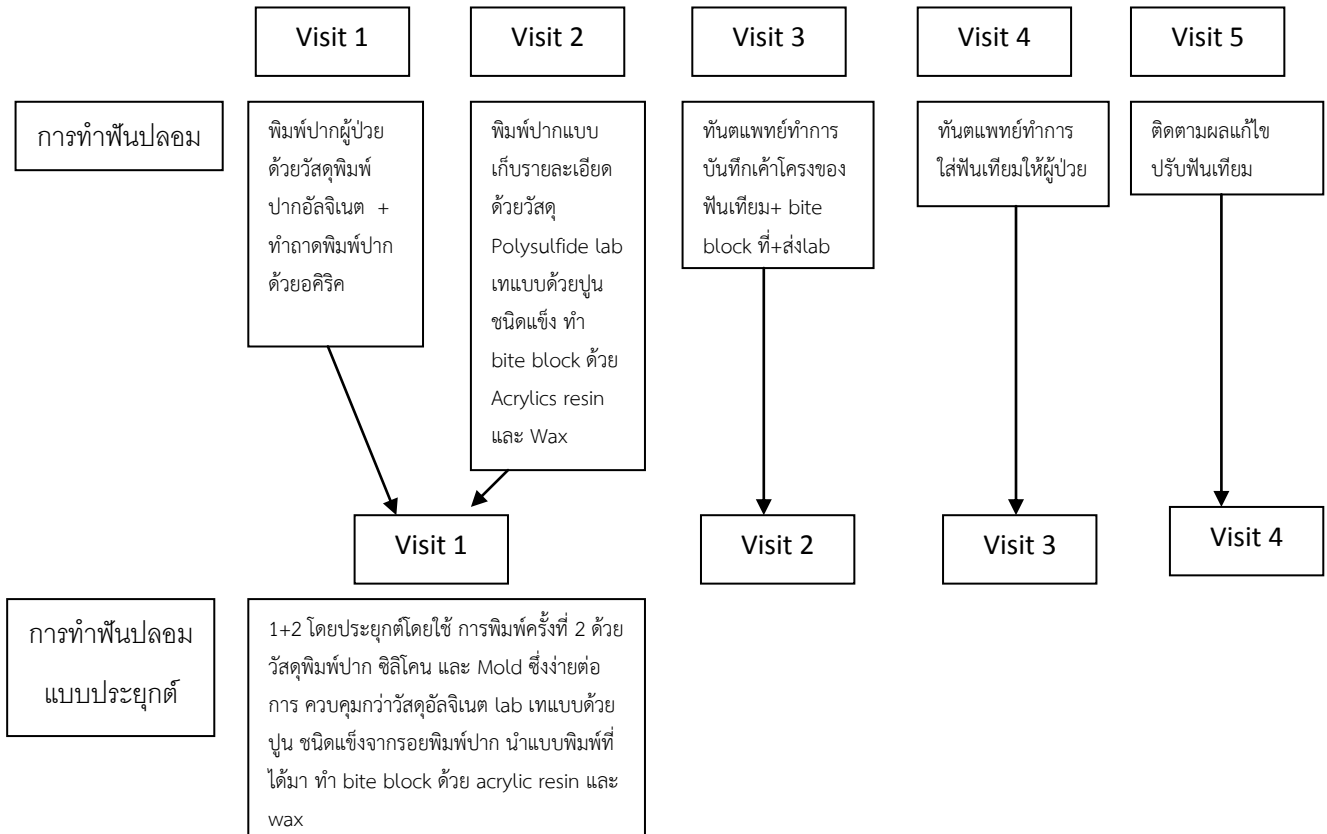 Visit 1
Visit 2
Visit 3
Visit 4
Visit 5
การทำฟันปลอม
พิมพ์ปากผู้ป่วย
ด้วยวัสดุพิมพ์
ปากอัลจิเนต +
ทำถาดพิมพ์ปาก
ด้วยอคิริค
พิมพ์ปากแบบ
เก็บรายละเอียด
ด้วยวัสดุ
Polysulfide lab
เทแบบด้วยปูน
ชนิดแข็ง ทำ
bite block ด้วย
Acrylics resin
และ Wax
ทันตแพทย์ทำการ
บันทึกเค้าโครงของ
ฟันเทียม+ bite
block ที่+ส่งlab
ทันตแพทย์ทำการ
ใส่ฟันเทียมให้ผู้ป่วย
ติดตามผลแก้ไข
ปรับฟันเทียม
Visit 1
Visit 2
Visit 3
Visit 4
การทำฟันปลอม
แบบประยุกต์
1+2 โดยประยุกต์โดยใช้ การพิมพ์ครั้งที่ 2 ด้วย
วัสดุพิมพ์ปาก ซิลิโคน และ Mold ซึ่งง่ายต่อ
การ ควบคุมกว่าวัสดุอัลจิเนต lab เทแบบด้วย
ปูน ชนิดแข็งจากรอยพิมพ์ปาก นำแบบพิมพ์ที่
ได้มา ทำ bite block ด้วย acrylic resin และ
wax